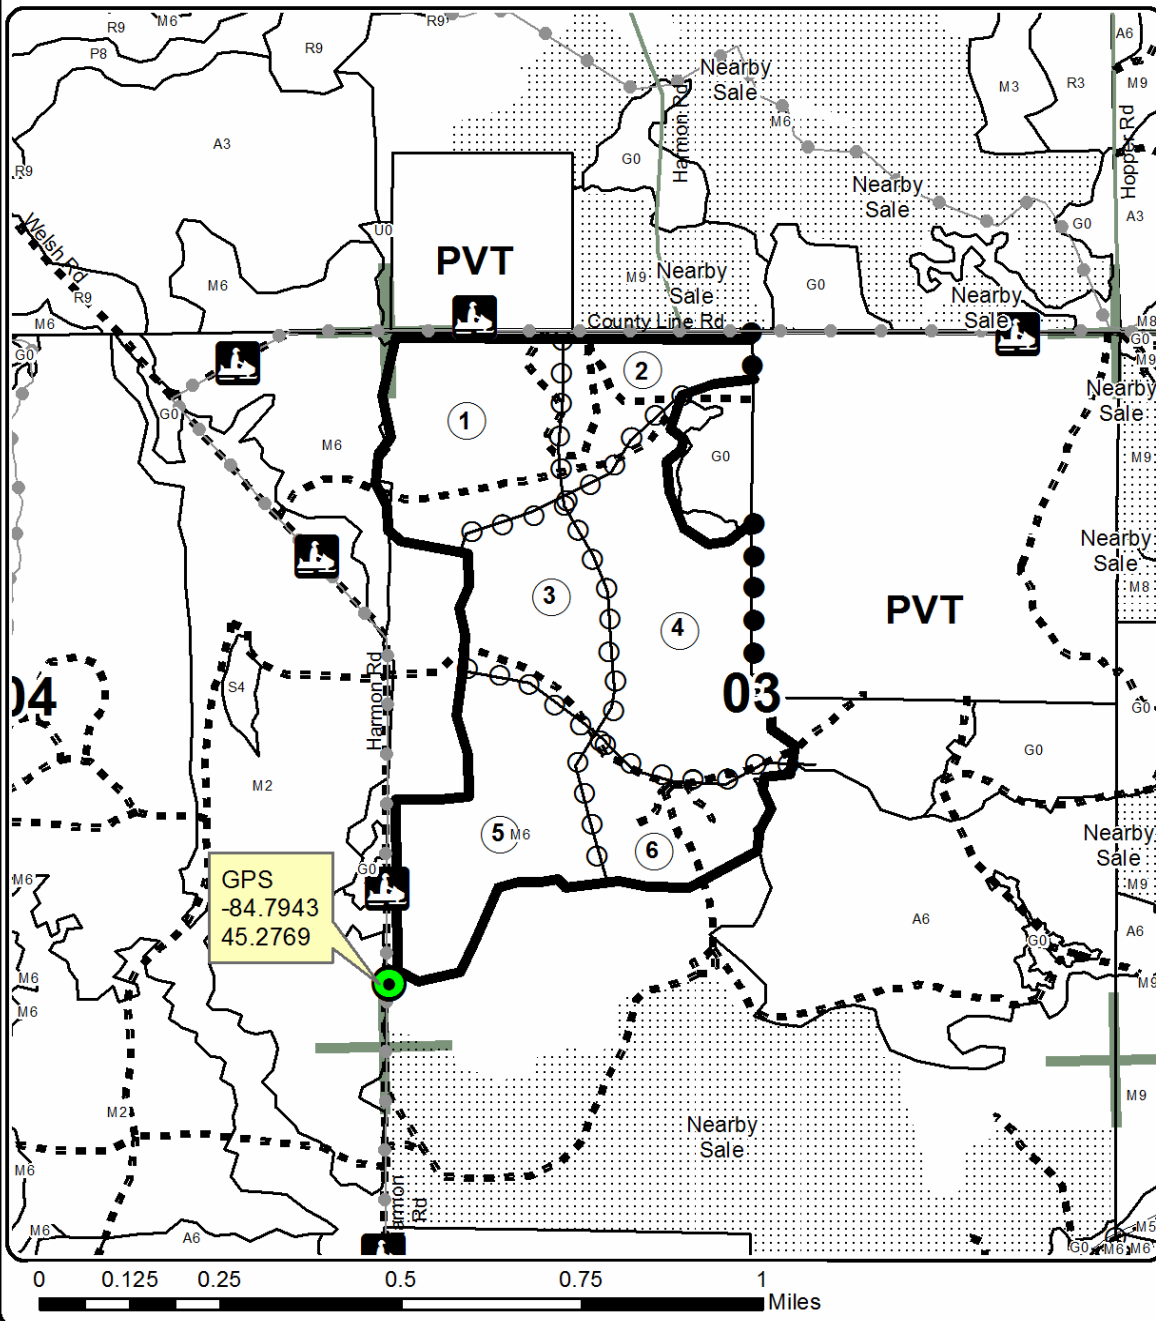 R9
M6
R9
R9
A6
P8
R9
Nearby
Sale
M3
R3
M9
M6
A3
Harmon Rd
G0
Hopper Rd
R9
Nearby
Sale
A3
Welsh Rd
U0
G0
PVT
M9
Nearby
Sale
M6
G0
R9
Nearby
Sale
M6
County Line Rd
M8
G0
G0
M9
2
Nearby
Sale
G0
1
M6
G0
M9
Nearby
Sale
3
M8
4
PVT
04
S4
Harmon Rd
03
G0
G0
M2
5
M6
Nearby
Sale
6
G0
GPS
-84.7943
45.2769
M6
M9
A6
A6
G0
M6
M9
M6
M2
M9
Nearby
Sale
M6
armon
Rd
M6
A6
M5
G0
M6
M6
0
0.125
0.25
0.5
0.75
1
Miles